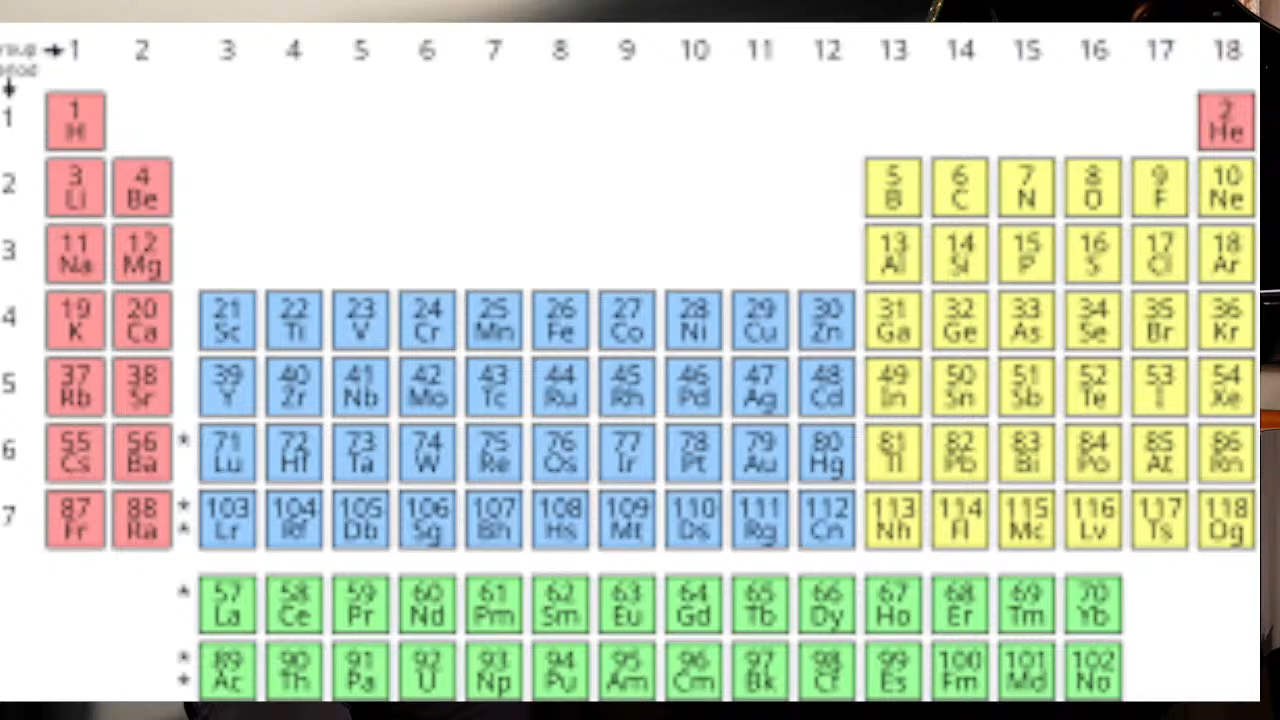 1 2 3 4 5 6 7 8 9 10 11 12 13 14 15 16 17 18
1 1 2
H He
2 3 4 5 6 7 8 9 10
Li Be B C N O F Ne
3 11 12 13 14 15 16 17 18
Na Mg Al Si P S Cl Ar
4 19 20 21 22 23 24 25 26 27 28 29 30 31 32 33 34 35 36
K Ca Sc Ti V Cr Mn Fe Co Ni Cu Zn Ga Ge As Se Br Kr
5 37 38 39 40 41 42 43 44 45 46 47 48 49 50 51 52 53 54
Rb Sr Y Zr Nb Mo Tc Ru Rh Pd Ag Cd In Sn Sb Te I Xe
6 55 56 * 71 72 73 74 75 76 77 78 79 80 81 82 83 84 85 86
Cs Ba Lu Hf Ta W Re Os Ir Pt Au Hg Tl Pb Bi Po At Rn
7 87 88 * 103 104 105 106 107 108 109 110 111 112 113 114 115 116 117 118
Fr Ra * Lr Rf Db Sg Bh Hs Mt Ds Rg Cn Nh Fl Mc Lv Ts Og
* 57 58 59 60 61 62 63 64 65 66 67 68 69 70
La Ce Pr Nd Pm Sm Eu Gd Tb Dy Ho Er Tm Yb
* 89 90 91 92 93 94 95 96 97 98 99 100 101 102
* Ac Th Pa U Np Pu Am Cm Bk Cf Es Fm Md No